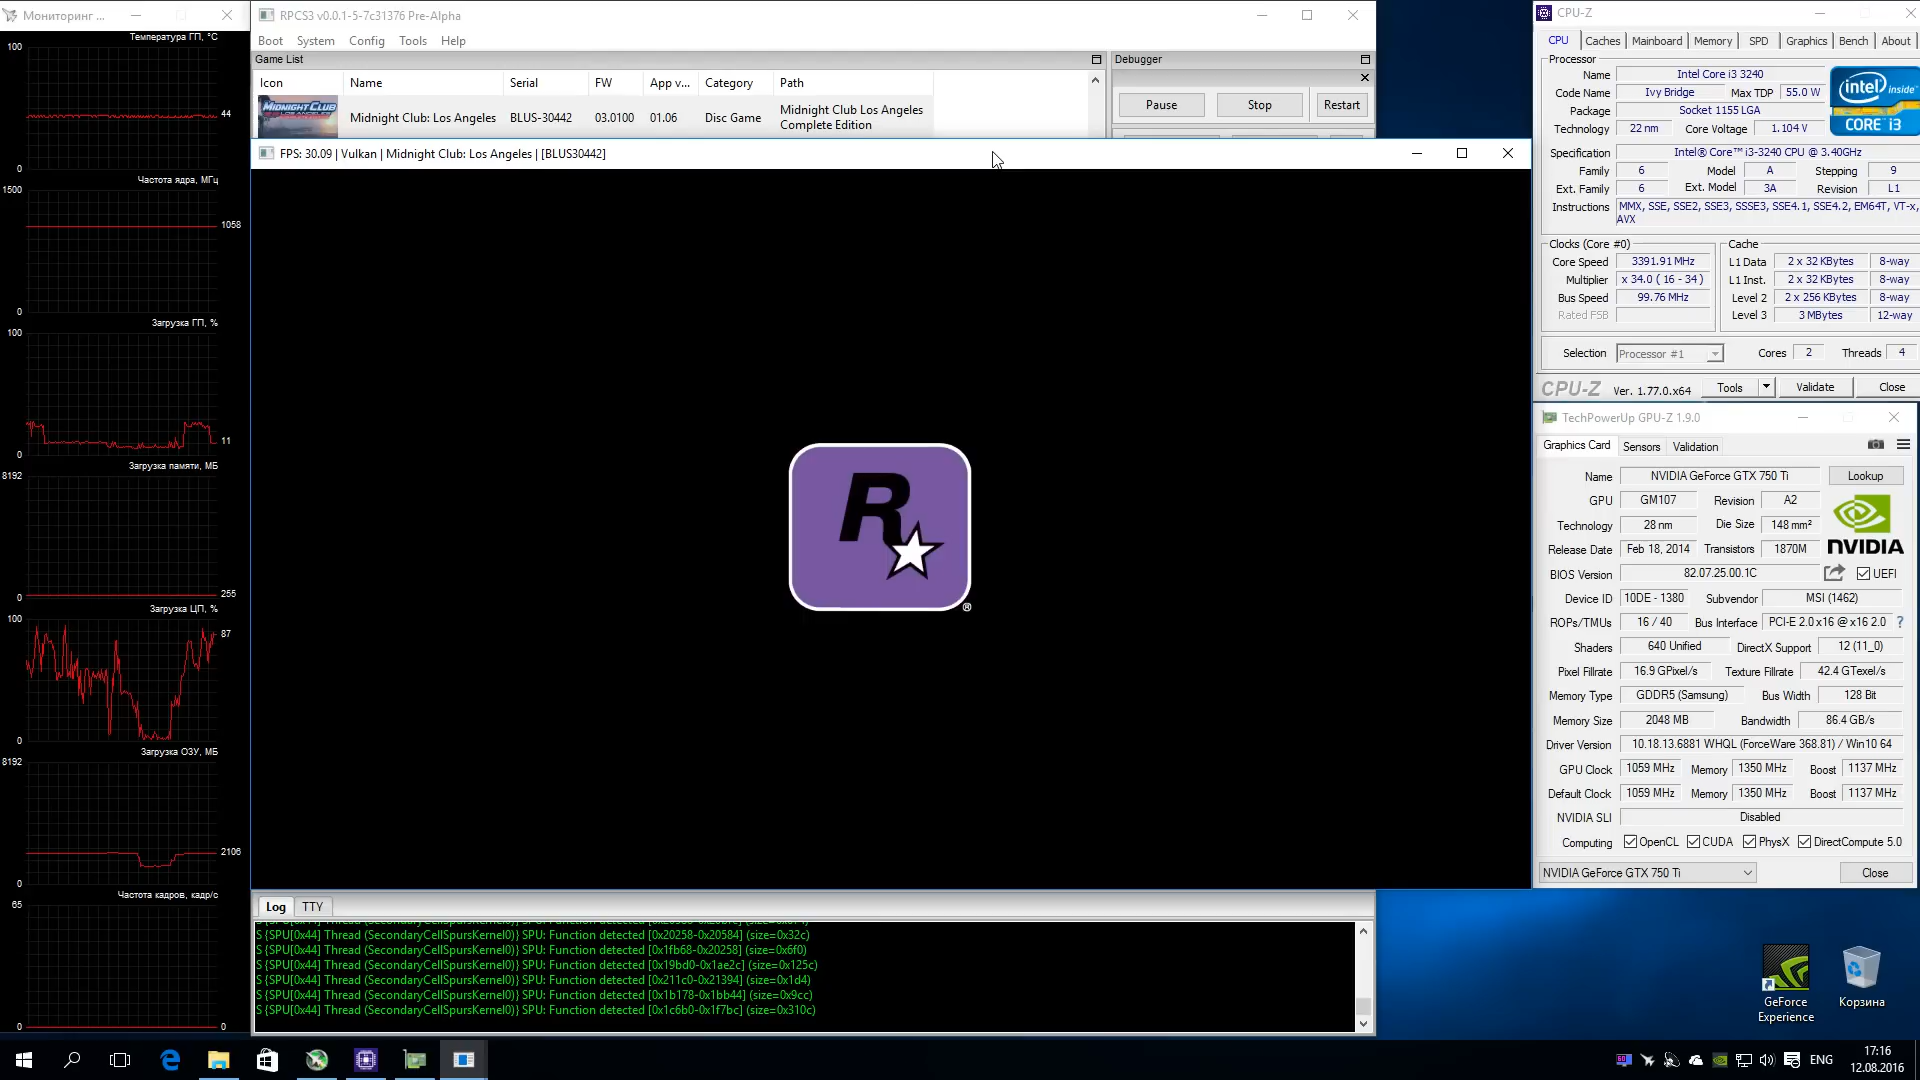 Мониторинг ...
Температура ГП, °C
100
44
0
Частота ядра, МГц
1500
1058
0
Загрузка ГП, %
100
11
0
Загрузка памяти, МБ
8192
255
0
Загрузка ЦП, %
100
87
0
Загрузка ОЗУ, МБ
8192
2106
0
Частота кадров, кадр/с
65
0
0
RPCS3 v0.0.1-5-7c31376 Pre-Alpha
Boot System Config Tools Help
Game List
Icon Name Serial FW App v... Category Path
MIDNIGHT CLUB
Midnight Club: Los Angeles BLUS-30442 03.0100 01.06 Disc Game Midnight Club Los Angeles
Complete Edition
Debugger
Pause Stop Restart
FPS: 30.09 | Vulkan | Midnight Club: Los Angeles | [BLUS30442]
R
®
Log TTY
S {SPU[0x44] Thread (SecondaryCellSpursKernel0)} SPU: Function detected [0x20258-0x20584] (size=0x32c)
S {SPU[0x44] Thread (SecondaryCellSpursKernel0)} SPU: Function detected [0x1fb68-0x20258] (size=0x6f0)
S {SPU[0x44] Thread (SecondaryCellSpursKernel0)} SPU: Function detected [0x19bd0-0x1ae2c] (size=0x125c)
S {SPU[0x44] Thread (SecondaryCellSpursKernel0)} SPU: Function detected [0x211c0-0x21394] (size=0x1d4)
S {SPU[0x44] Thread (SecondaryCellSpursKernel0)} SPU: Function detected [0x1b178-0x1bb44] (size=0x9cc)
S {SPU[0x44] Thread (SecondaryCellSpursKernel0)} SPU: Function detected [0x1c6b0-0x1f7bc] (size=0x310c)
CPU-Z
CPU Caches Mainboard Memory SPD Graphics Bench About
Processor
Name Intel Core i3 3240
Code Name Ivy Bridge Max TDP 55.0 W
Package Socket 1155 LGA
Technology 22 nm Core Voltage 1.104 V
intel inside™
CORE i3
Specification Intel® Core™ i3-3240 CPU @ 3.40GHz
Family 6 Model A Stepping 9
Ext. Family 6 Ext. Model 3A Revision L1
Instructions MMX, SSE, SSE2, SSE3, SSSE3, SSE4.1, SSE4.2, EM64T, VT-x,
AVX
Clocks (Core #0) Cache
Core Speed 3391.91 MHz L1 Data 2 x 32 KBytes 8-way
Multiplier x 34.0 ( 16 - 34 ) L1 Inst. 2 x 32 KBytes 8-way
Bus Speed 99.76 MHz Level 2 2 x 256 KBytes 8-way
Rated FSB Level 3 3 MBytes 12-way
Selection Processor #1 Cores 2 Threads 4
CPU-Z Ver. 1.77.0.x64 Tools Validate Close
TechPowerUp GPU-Z 1.9.0
Graphics Card Sensors Validation
Name NVIDIA GeForce GTX 750 Ti Lookup
GPU GM107 Revision A2
Technology 28 nm Die Size 148 mm²
Release Date Feb 18, 2014 Transistors 1870M
NVIDIA
BIOS Version 82.07.25.00.1C UEFI
Device ID 10DE - 1380 Subvendor MSI (1462)
ROPs/TMUs 16 / 40 Bus Interface PCI-E 2.0 x16 @ x16 2.0 ?
Shaders 640 Unified DirectX Support 12 (11_0)
Pixel Fillrate 16.9 GPixel/s Texture Fillrate 42.4 GTexel/s
Memory Type GDDR5 (Samsung) Bus Width 128 Bit
Memory Size 2048 MB Bandwidth 86.4 GB/s
Driver Version 10.18.13.6881 WHQL (ForceWare 368.81) / Win10 64
GPU Clock 1059 MHz Memory 1350 MHz Boost 1137 MHz
Default Clock 1059 MHz Memory 1350 MHz Boost 1137 MHz
NVIDIA SLI Disabled
Computing OpenCL CUDA PhysX DirectCompute 5.0
NVIDIA GeForce GTX 750 Ti Close
GeForce
Experience
Корзина
ENG
17:16
12.08.2016